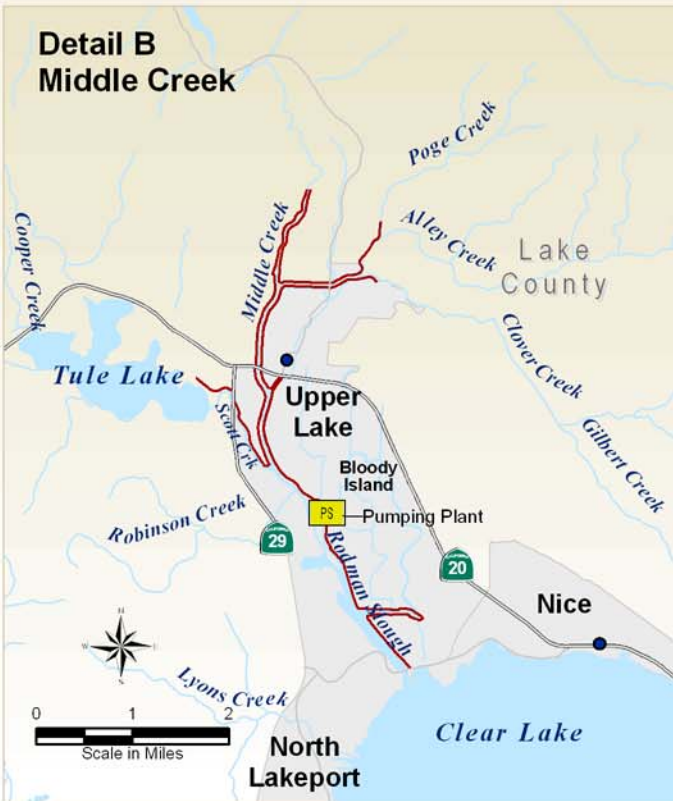 Detail B
Middle Creek
Poge Creek
Cooper Creek
Middle Creek
Alley Creek
Lake
County
Clover Creek
Tule Lake
Upper
Lake
Scott Crk
Gilbert Creek
Bloody
Island
PS
Pumping Plant
Robinson Creek
CALIFORNIA
29
Rodman Slough
CALIFORNIA
20
Nice
N
W
E
S
Lyons Creek
0 1 2
Scale in Miles
Clear Lake
North
Lakeport